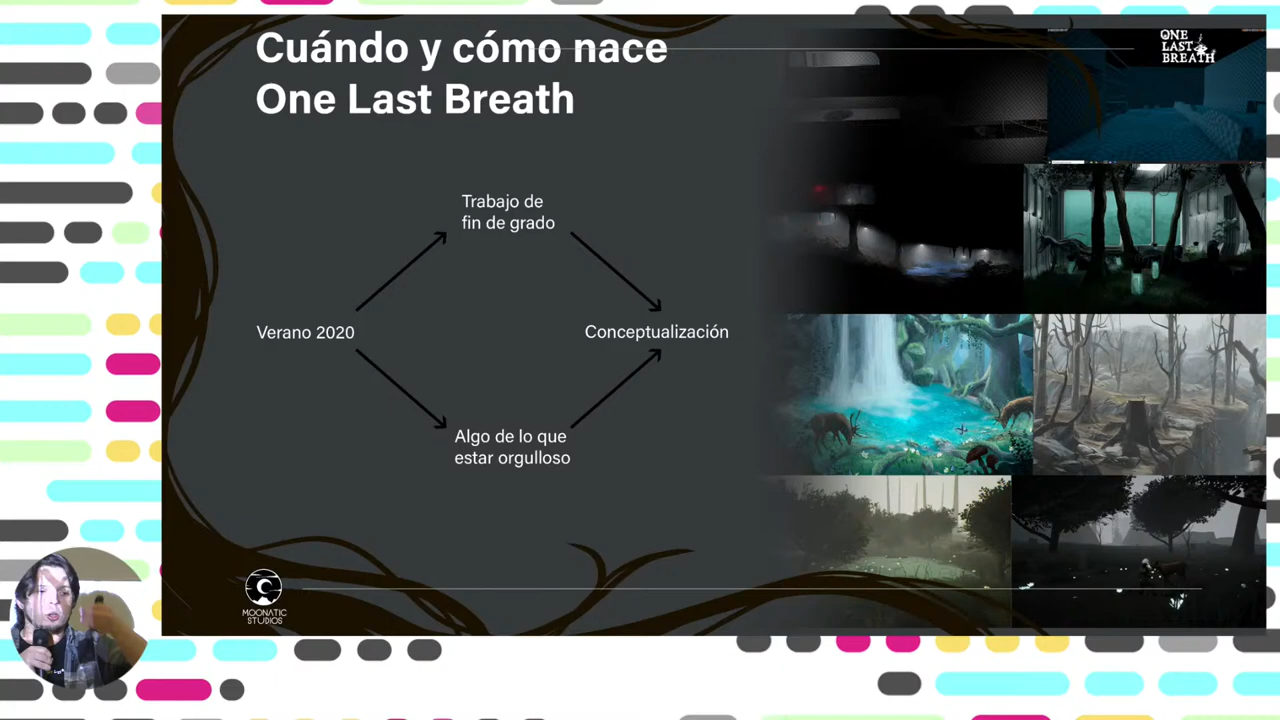 Cuándo y cómo nace
One Last Breath
ONE
LAST
BREATH
Trabajo de
fin de grado
Verano 2020
Conceptualización
Algo de lo que
estar orgulloso
MOONATIC
STUDIOS